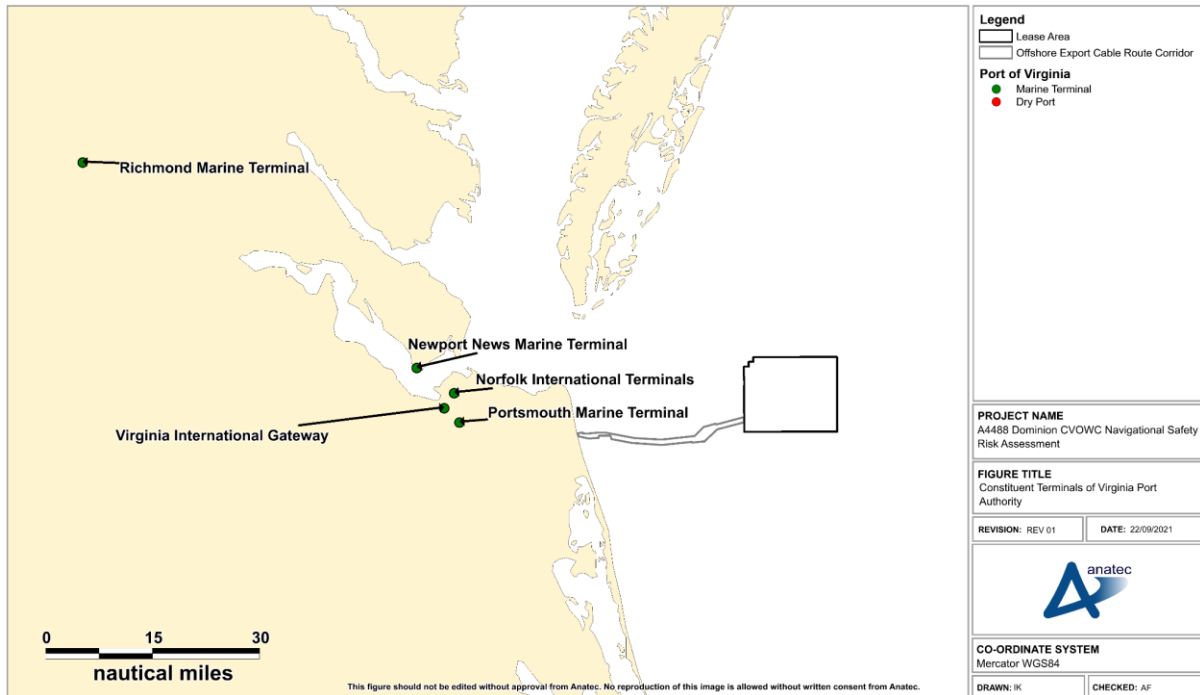 Richmond Marine Terminal
Newport News Marine Terminal
Norfolk International Terminals
Portsmouth Marine Terminal
Virginia International Gateway
0 15 30
nautical miles
This figure should not be edited without approval from Anatec. No reproduction of this image is allowed without written consent from Anatec.
Legend
Lease Area
Offshore Export Cable Route Corridor
Port of Virginia
Marine Terminal
Dry Port
PROJECT NAME
A4488 Dominion CVOWC Navigational Safety
Risk Assessment
FIGURE TITLE
Constituent Terminals of Virginia Port
Authority
REVISION: REV 01
DATE: 22/09/2021
anatec
CO-ORDINATE SYSTEM
Mercator WGS84
DRAWN: IK
CHECKED: AF